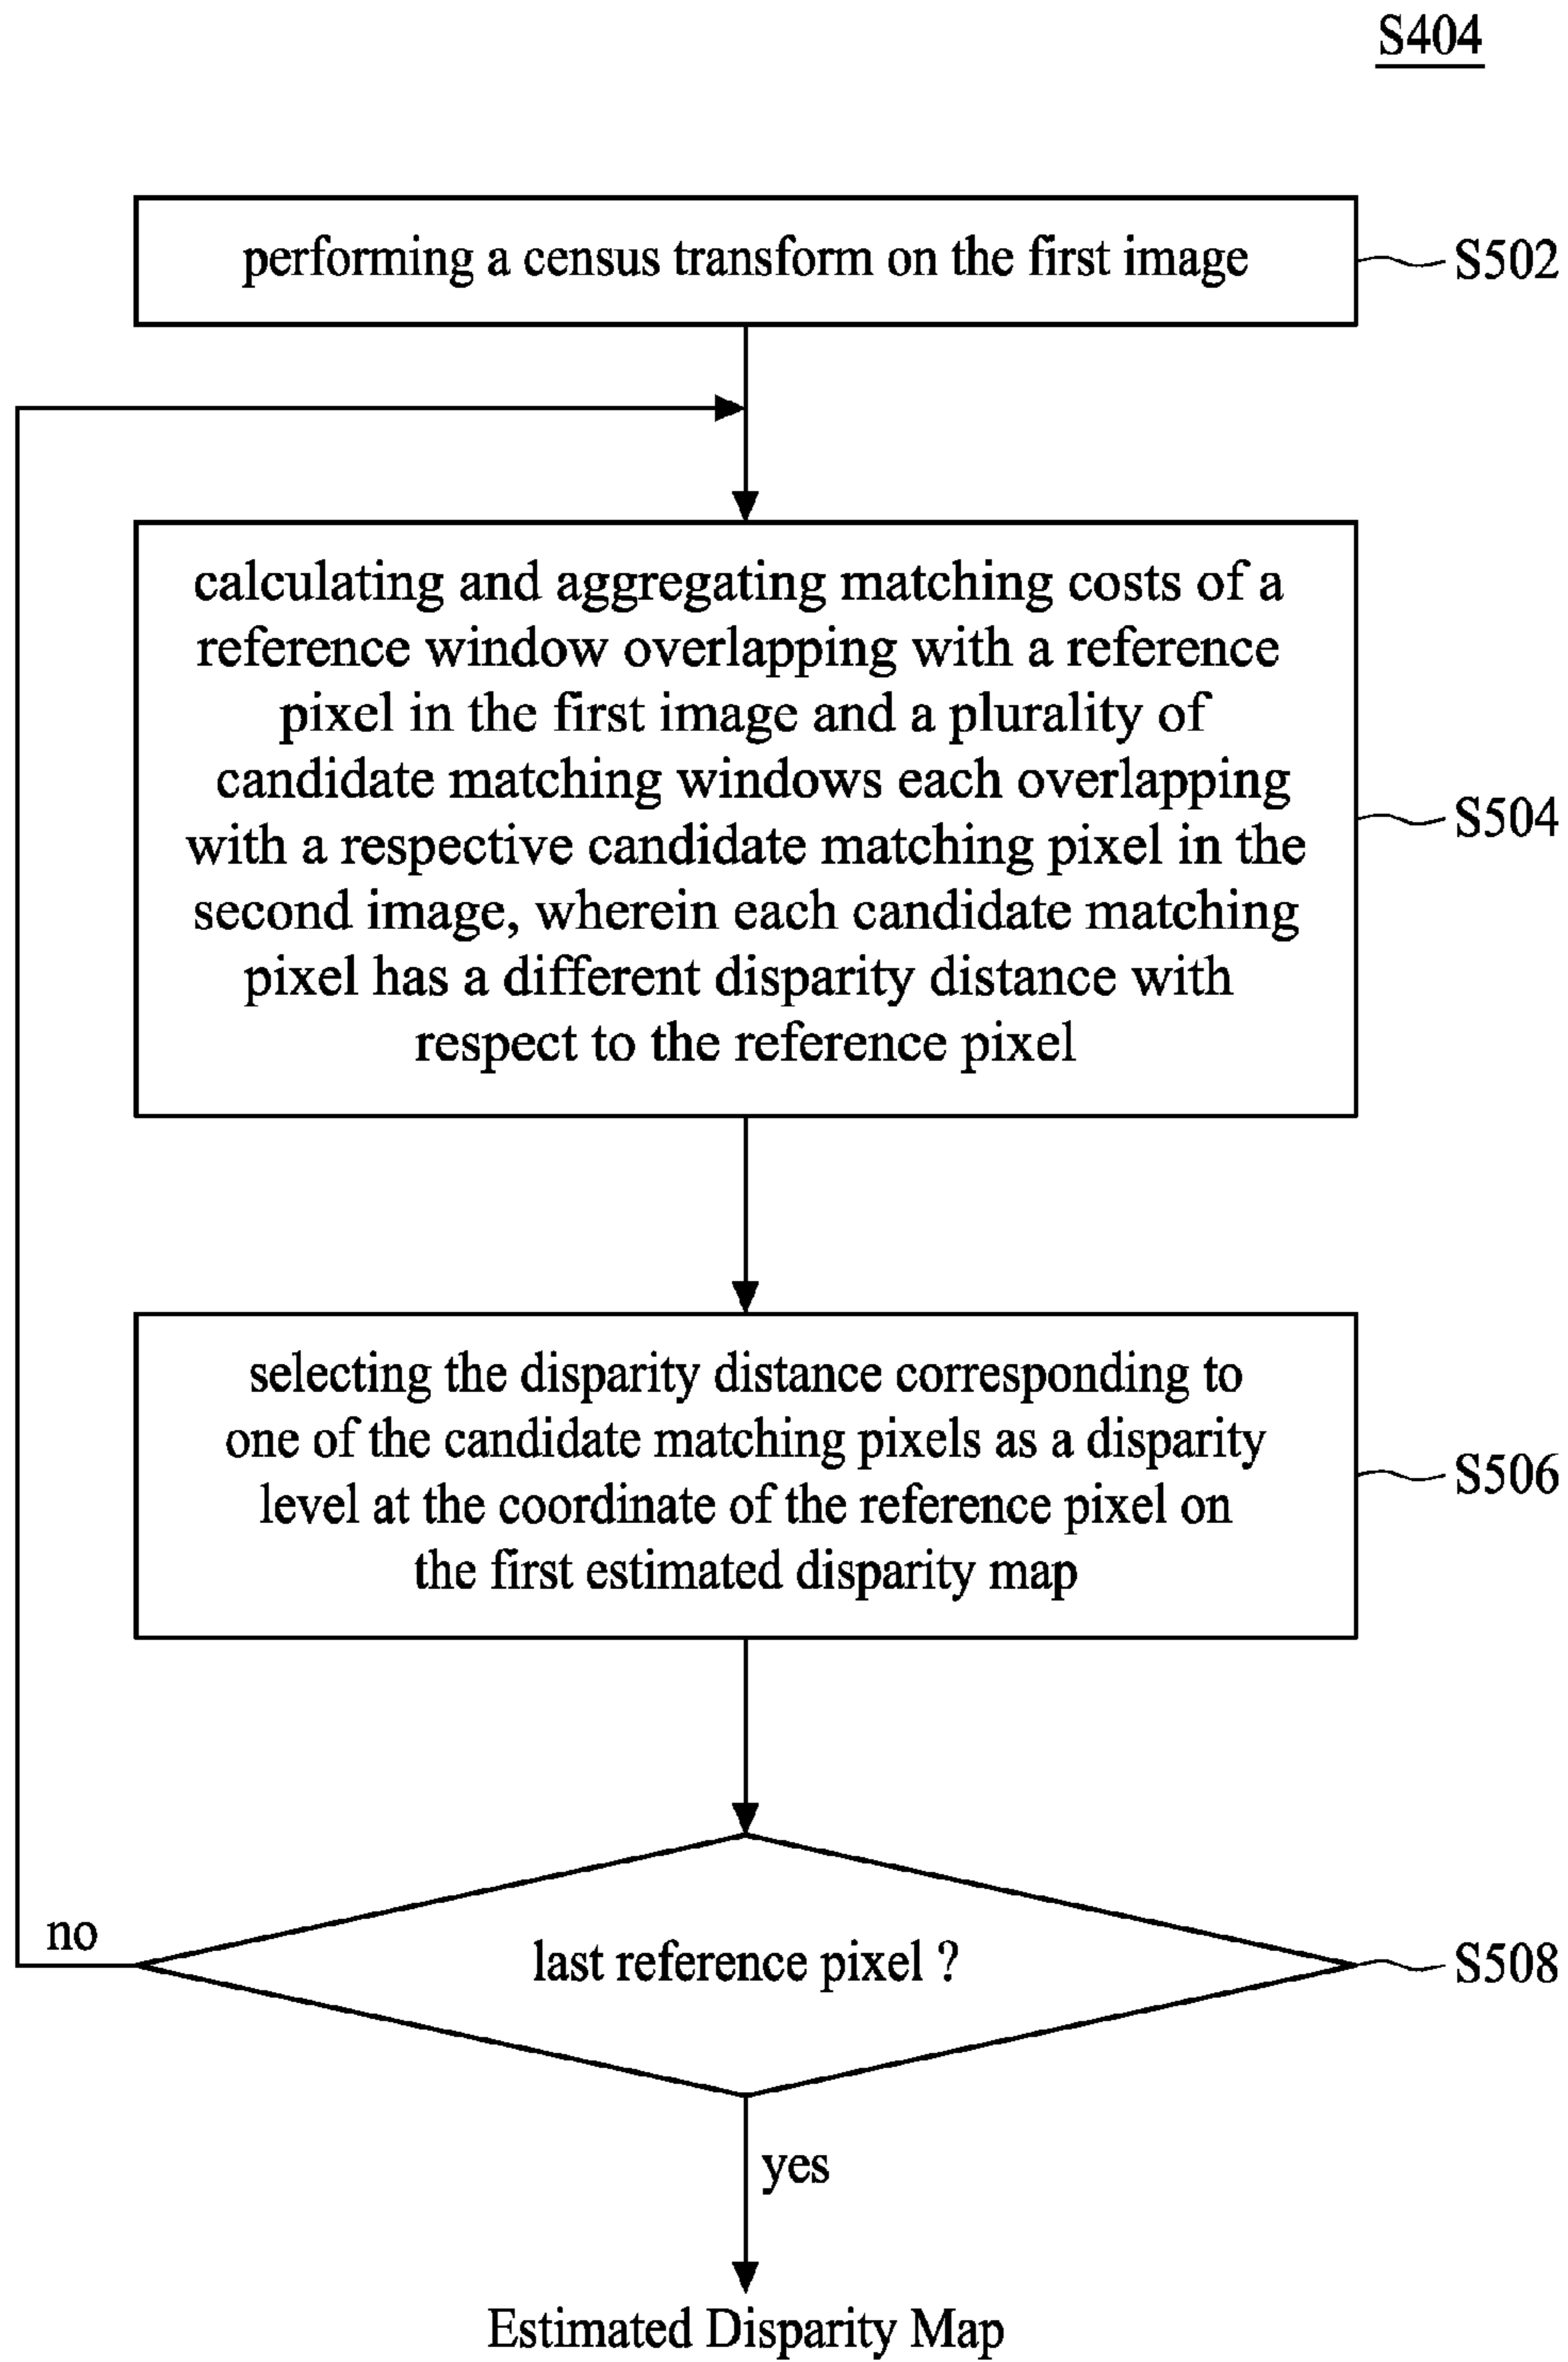 S404
performing a census transform on the first image
S502
calculating and aggregating matching costs of a
reference window overlapping with a reference
pixel in the first image and a plurality of
candidate matching windows each overlapping
with a respective candidate matching pixel in the
second image, wherein each candidate matching
pixel has a different disparity distance with
respect to the reference pixel
S504
selecting the disparity distance corresponding to
one of the candidate matching pixels as a disparity
level at the coordinate of the reference pixel on
the first estimated disparity map
S506
no
last reference pixel ?
S508
yes
Estimated Disparity Map